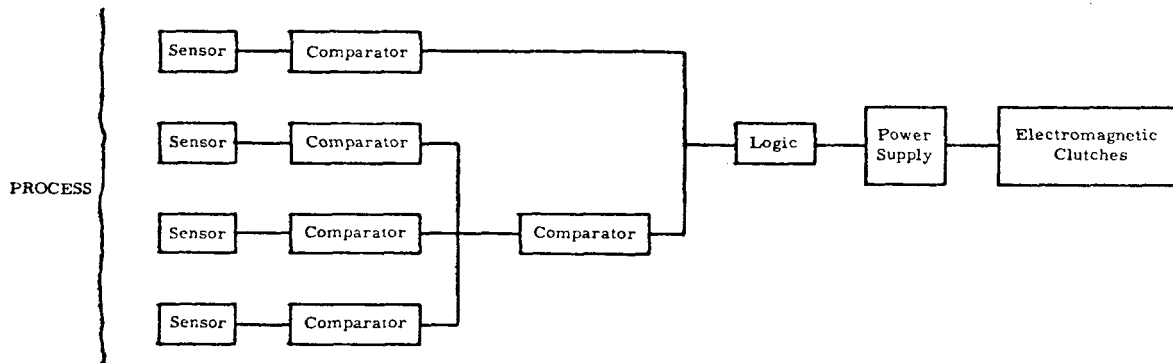 Sensor
Comparator
Sensor
Comparator
Logic
Power
Supply
Electromagnetic
Clutches
PROCESS
Sensor
Comparator
Comparator
Sensor
Comparator